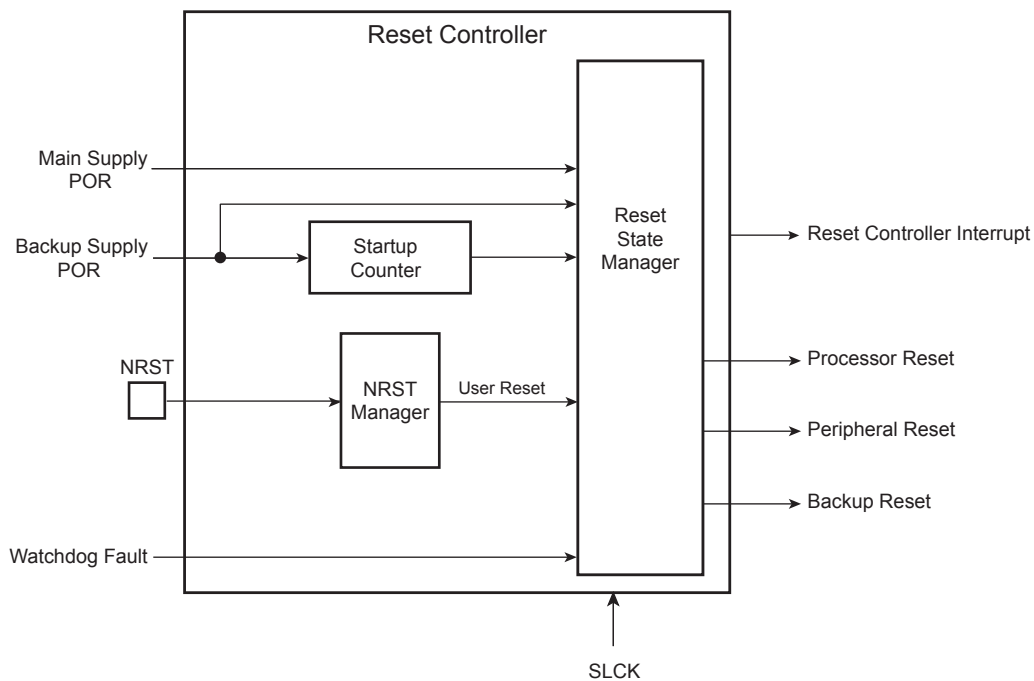 Reset Controller
Main Supply
POR
Backup Supply
POR
Startup
Counter
Reset
State
Manager
Reset Controller Interrupt
NRST
NRST
Manager
User Reset
Processor Reset
Peripheral Reset
Backup Reset
Watchdog Fault
SLCK